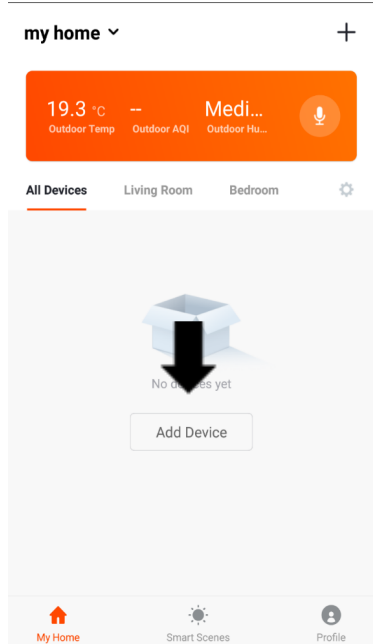 my home
19.3 °C -- Medi...
Outdoor Temp Outdoor AQI Outdoor Hu...
All Devices Living Room Bedroom
No devices yet
Add Device
My Home Smart Scenes Profile